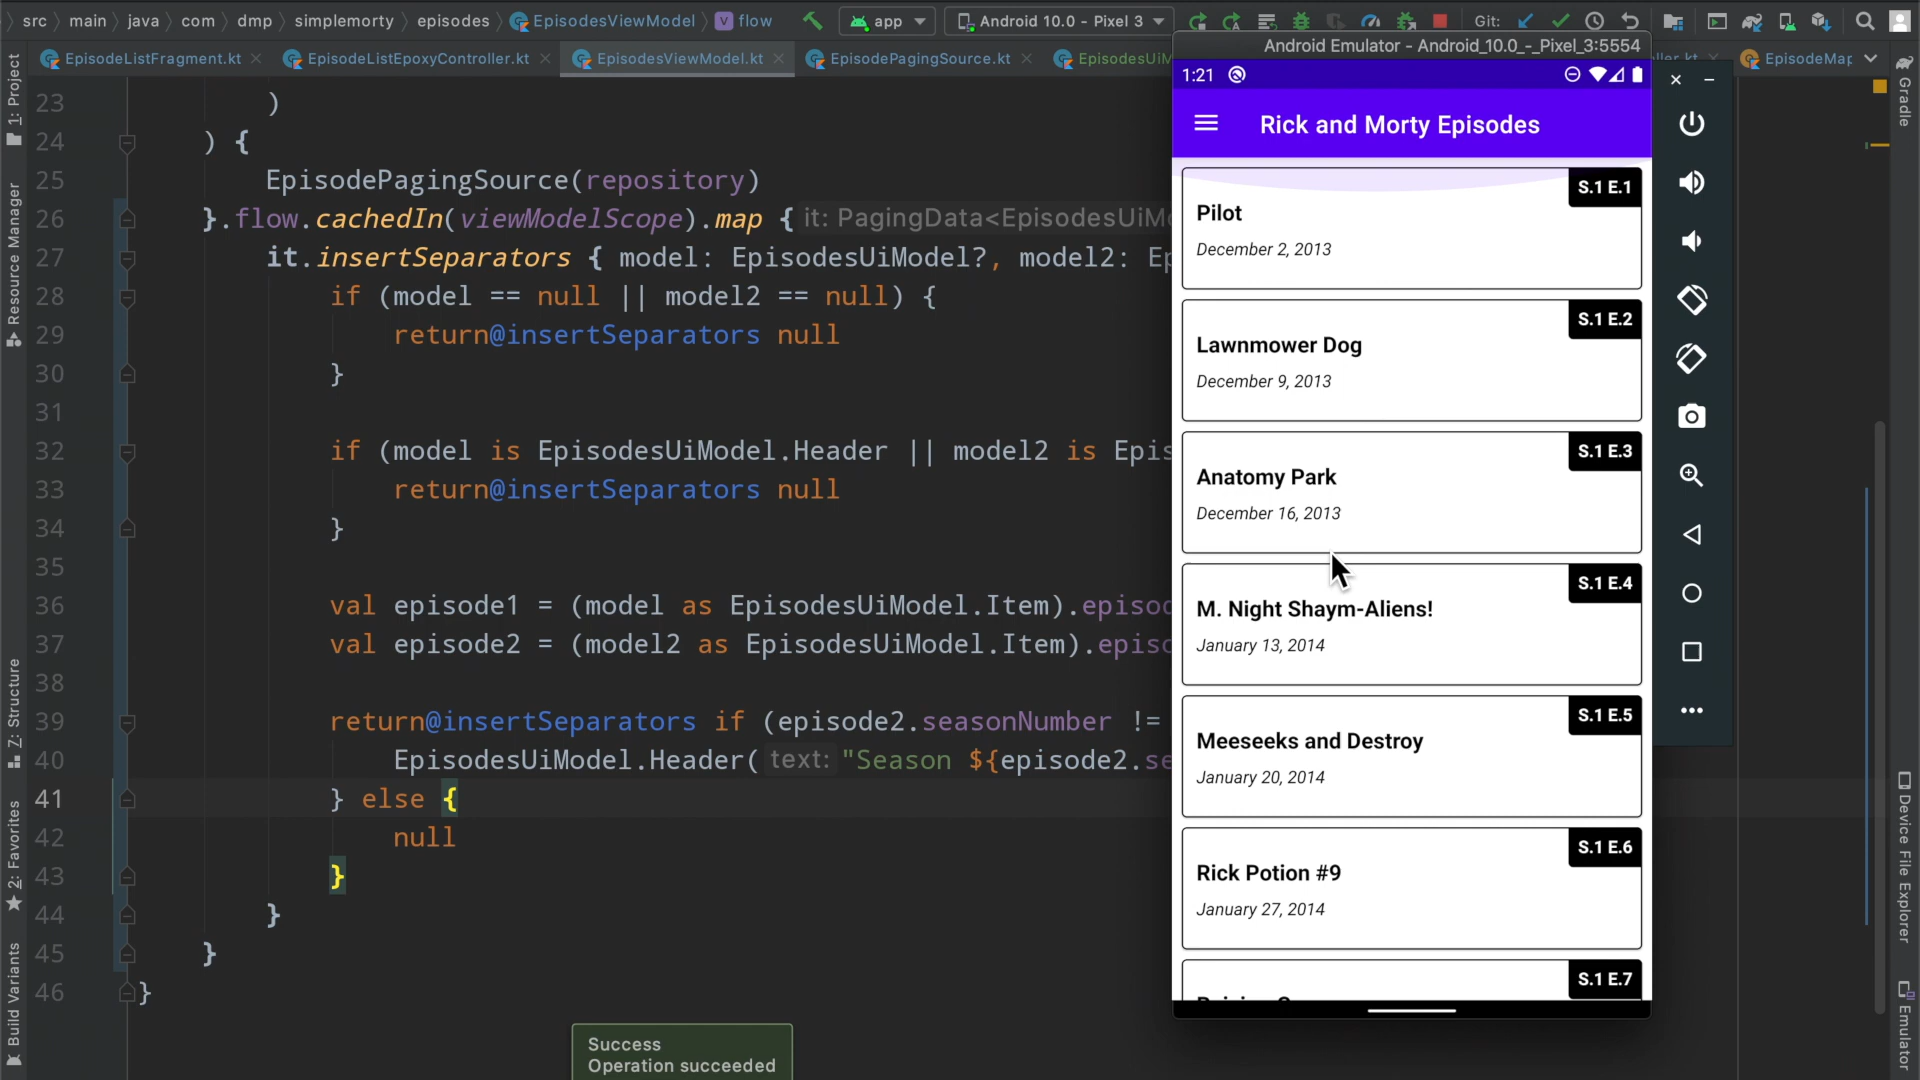 src
main
java
com
dmp
simplemorty
episodes
EpisodesViewModel
flow
app
Android 10.0 - Pixel 3
Git:
EpisodeListFragment.kt
EpisodeListEpoxyController.kt
EpisodesViewModel.kt
EpisodePagingSource.kt
EpisodesUiM
ller.kt
EpisodeMap
1: Project
Resource Manager
Z: Structure
2: Favorites
Build Variants
Gradle
Device File Explorer
Emulator
23 )
24 ) {
25 EpisodePagingSource(repository)
26 }.flow.cachedIn(viewModelScope).map { it: PagingData<EpisodesUiMo
27 it.insertSeparators { model: EpisodesUiModel?, model2: Ep
28 if (model == null || model2 == null) {
29 return@insertSeparators null
30 }
31
32 if (model is EpisodesUiModel.Header || model2 is Epis
33 return@insertSeparators null
34 }
35
36 val episode1 = (model as EpisodesUiModel.Item).episod
37 val episode2 = (model2 as EpisodesUiModel.Item).episo
38
39 return@insertSeparators if (episode2.seasonNumber !=
40 EpisodesUiModel.Header( text: "Season ${episode2.se
41 } else {
42 null
43 }
44 }
45 }
46 }
Success
Operation succeeded
Android Emulator - Android_10.0_-_Pixel_3:5554
1:21
Rick and Morty Episodes
S.1 E.1
Pilot
December 2, 2013
S.1 E.2
Lawnmower Dog
December 9, 2013
S.1 E.3
Anatomy Park
December 16, 2013
S.1 E.4
M. Night Shaym-Aliens!
January 13, 2014
S.1 E.5
Meeseeks and Destroy
January 20, 2014
S.1 E.6
Rick Potion #9
January 27, 2014
S.1 E.7